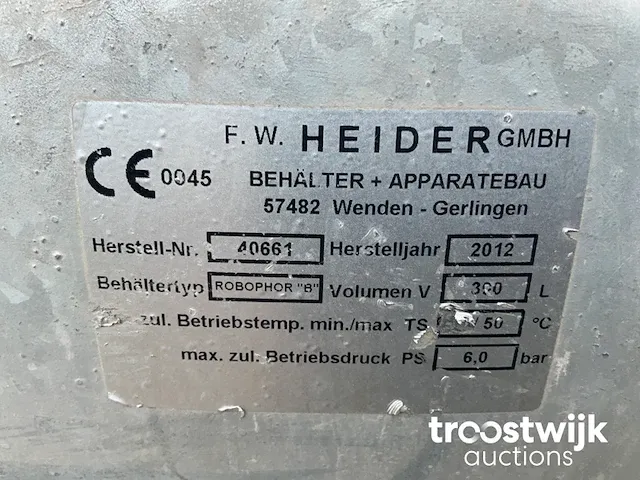 F. W. HEIDER GMBH
CE 0045
BEHÄLTER + APPARATEBAU
57482 Wenden - Gerlingen
Herstell-Nr. 40661 Herstelljahr 2012
Behältertyp ROBOPHOR "B" Volumen V 300 L
zul. Betriebstemp. min./max TS / 50 °C
max. zul. Betriebsdruck PS 6,0 bar
troostwijk
auctions